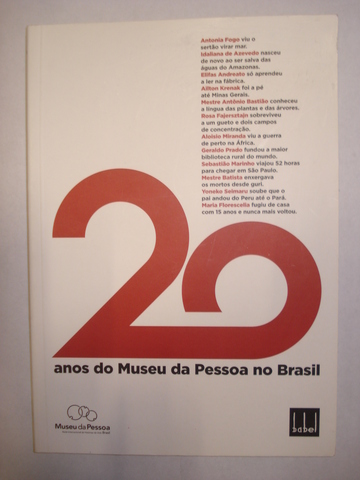 Antonia Fogo viu o
sertão virar mar.
Idaliana de Azevedo nasceu
de novo ao ser salva das
águas do Amazonas.
Elifas Andreato só aprendeu
a ler na fábrica.
Ailton Krenak foi a pé
até Minas Gerais.
Mestre Antônio Bastião conheceu
a língua das plantas e das árvores.
Rosa Fajersztajn sobreviveu
a um gueto e dois campos
de concentração.
Aloisio Miranda viu a guerra
de perto na África.
Geraldo Prado fundou a maior
biblioteca rural do mundo.
Sebastião Marinho viajou 52 horas
para chegar em São Paulo.
Mestre Batista enxergava
os mortos desde guri.
Yoneko Seimaru soube que o
pai andou do Peru até o Pará.
Maria Florescelia fugiu de casa
com 15 anos e nunca mais voltou.
20
anos do Museu da Pessoa no Brasil
Museu da Pessoa
babel